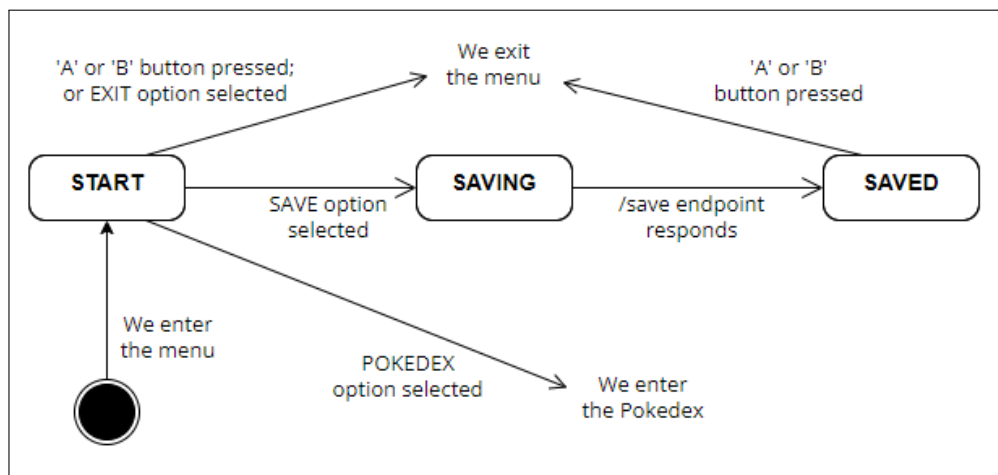 'A' or 'B' button pressed;
or EXIT option selected
We exit
the menu
'A' or 'B'
button pressed
START
SAVING
SAVED
SAVE option
selected
/save endpoint
responds
We enter
the menu
POKEDEX
option selected
We enter
the Pokedex